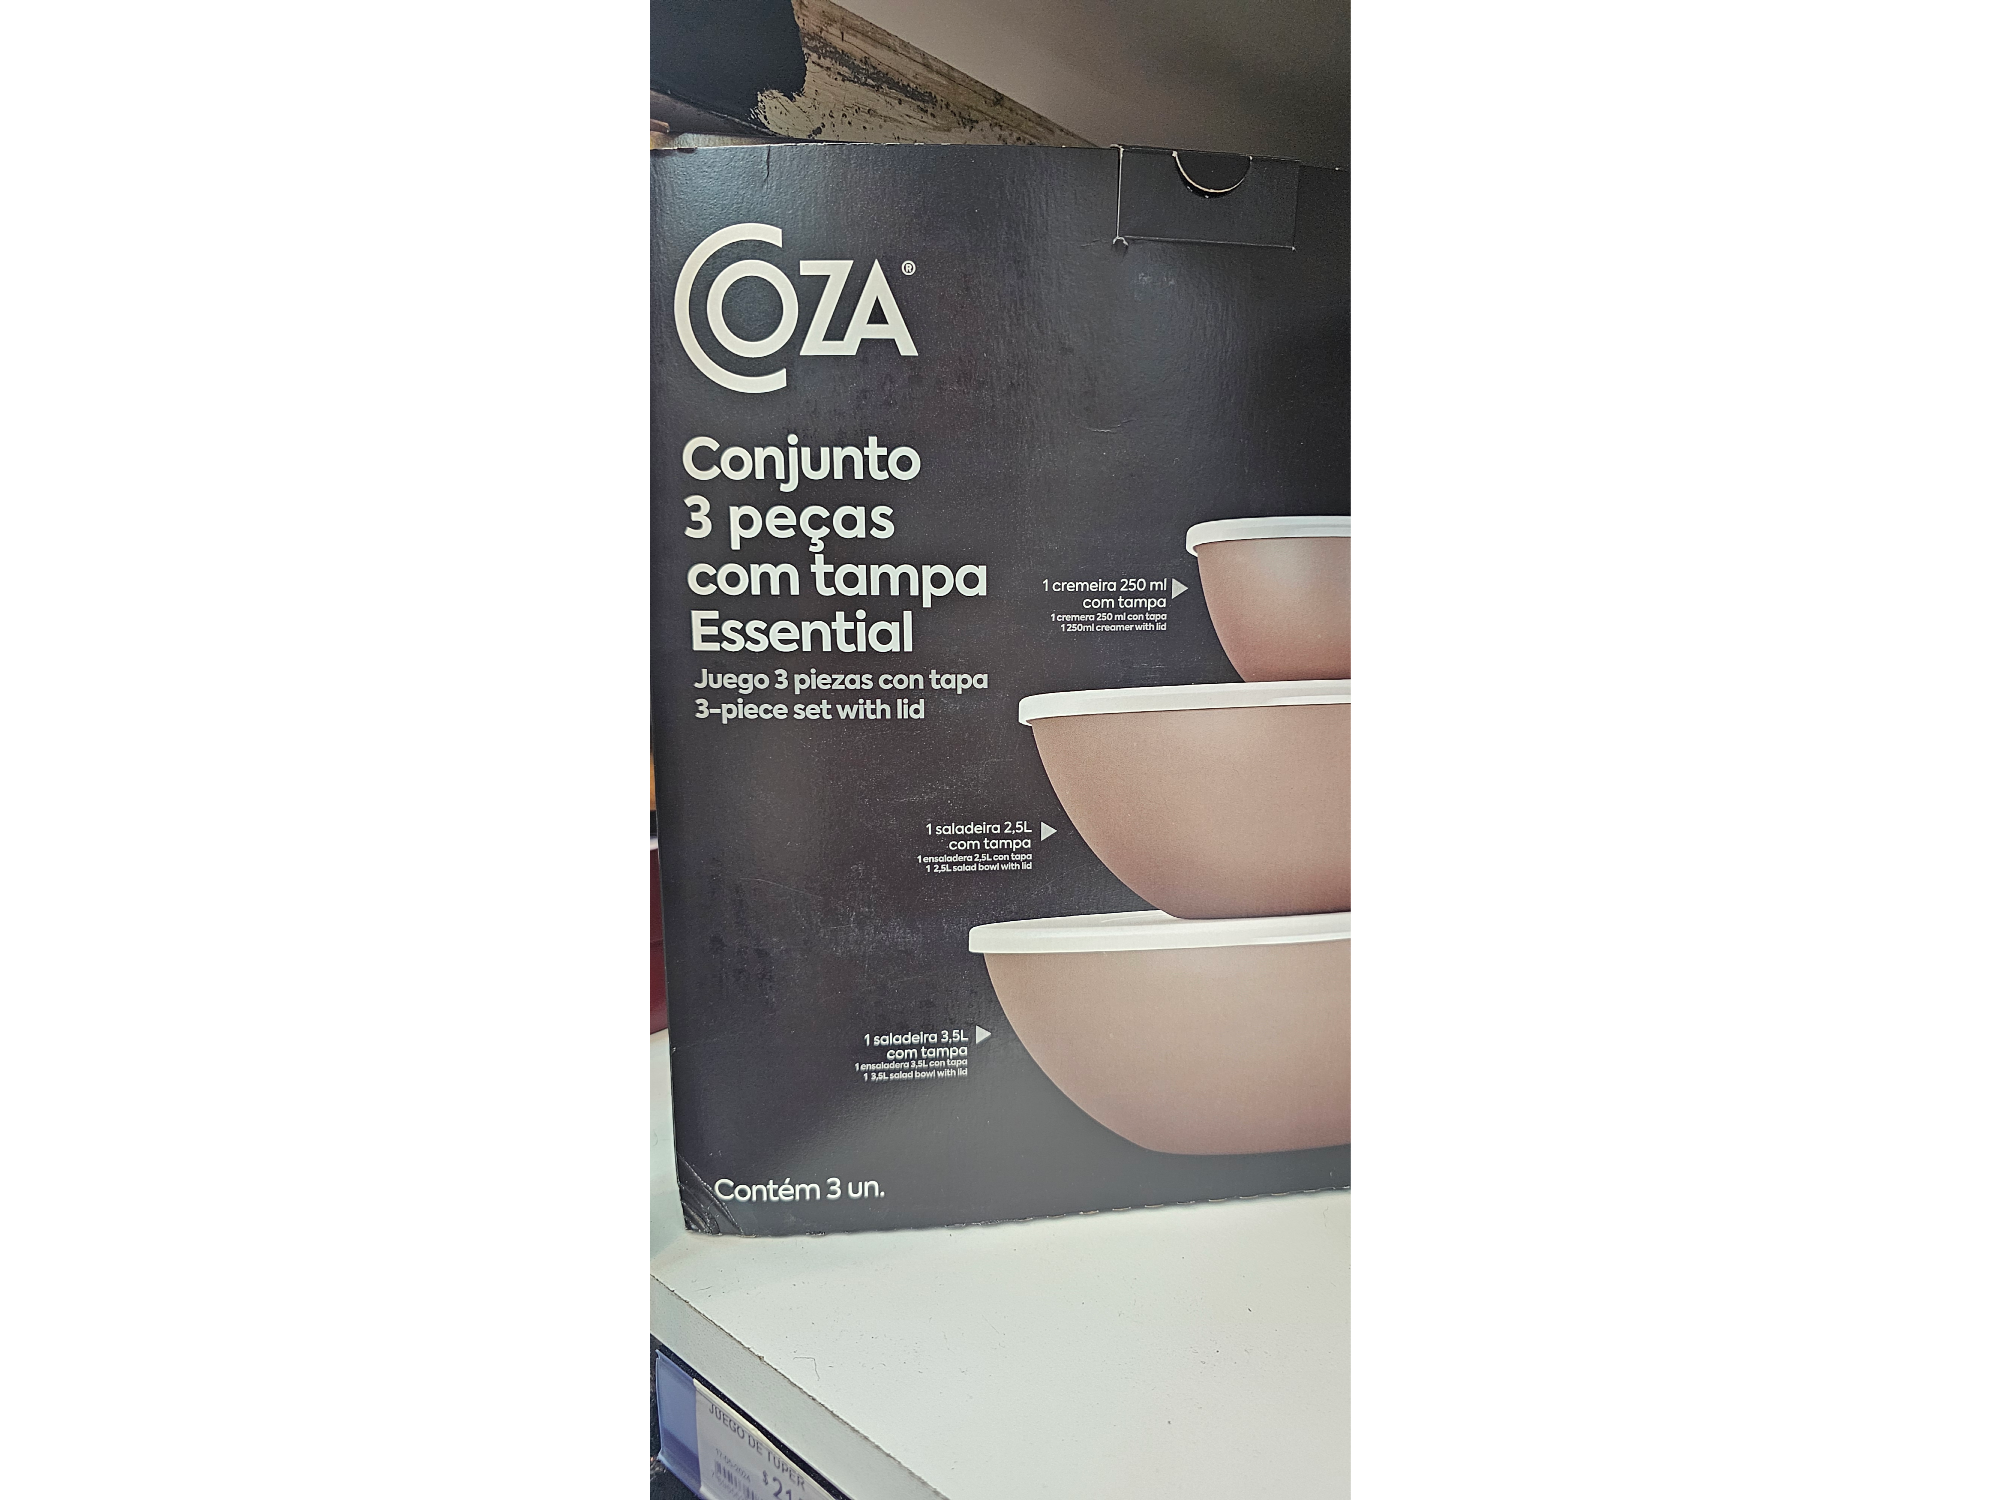 COZA®
Conjunto
3 peças
com tampa
Essential
Juego 3 piezas con tapa
3-piece set with lid
1 cremeira 250 ml
com tampa
1 cremera 250 ml con tapa
1 250ml creamer with lid
1 saladeira 2,5L
com tampa
1 ensaladera 2,5L con tapa
1 2,5L salad bowl with lid
1 saladeira 3,5L
com tampa
1 ensaladera 3,5L con tapa
1 3,5L salad bowl with lid
Contém 3 un.
JUEGO DE TUPER
$